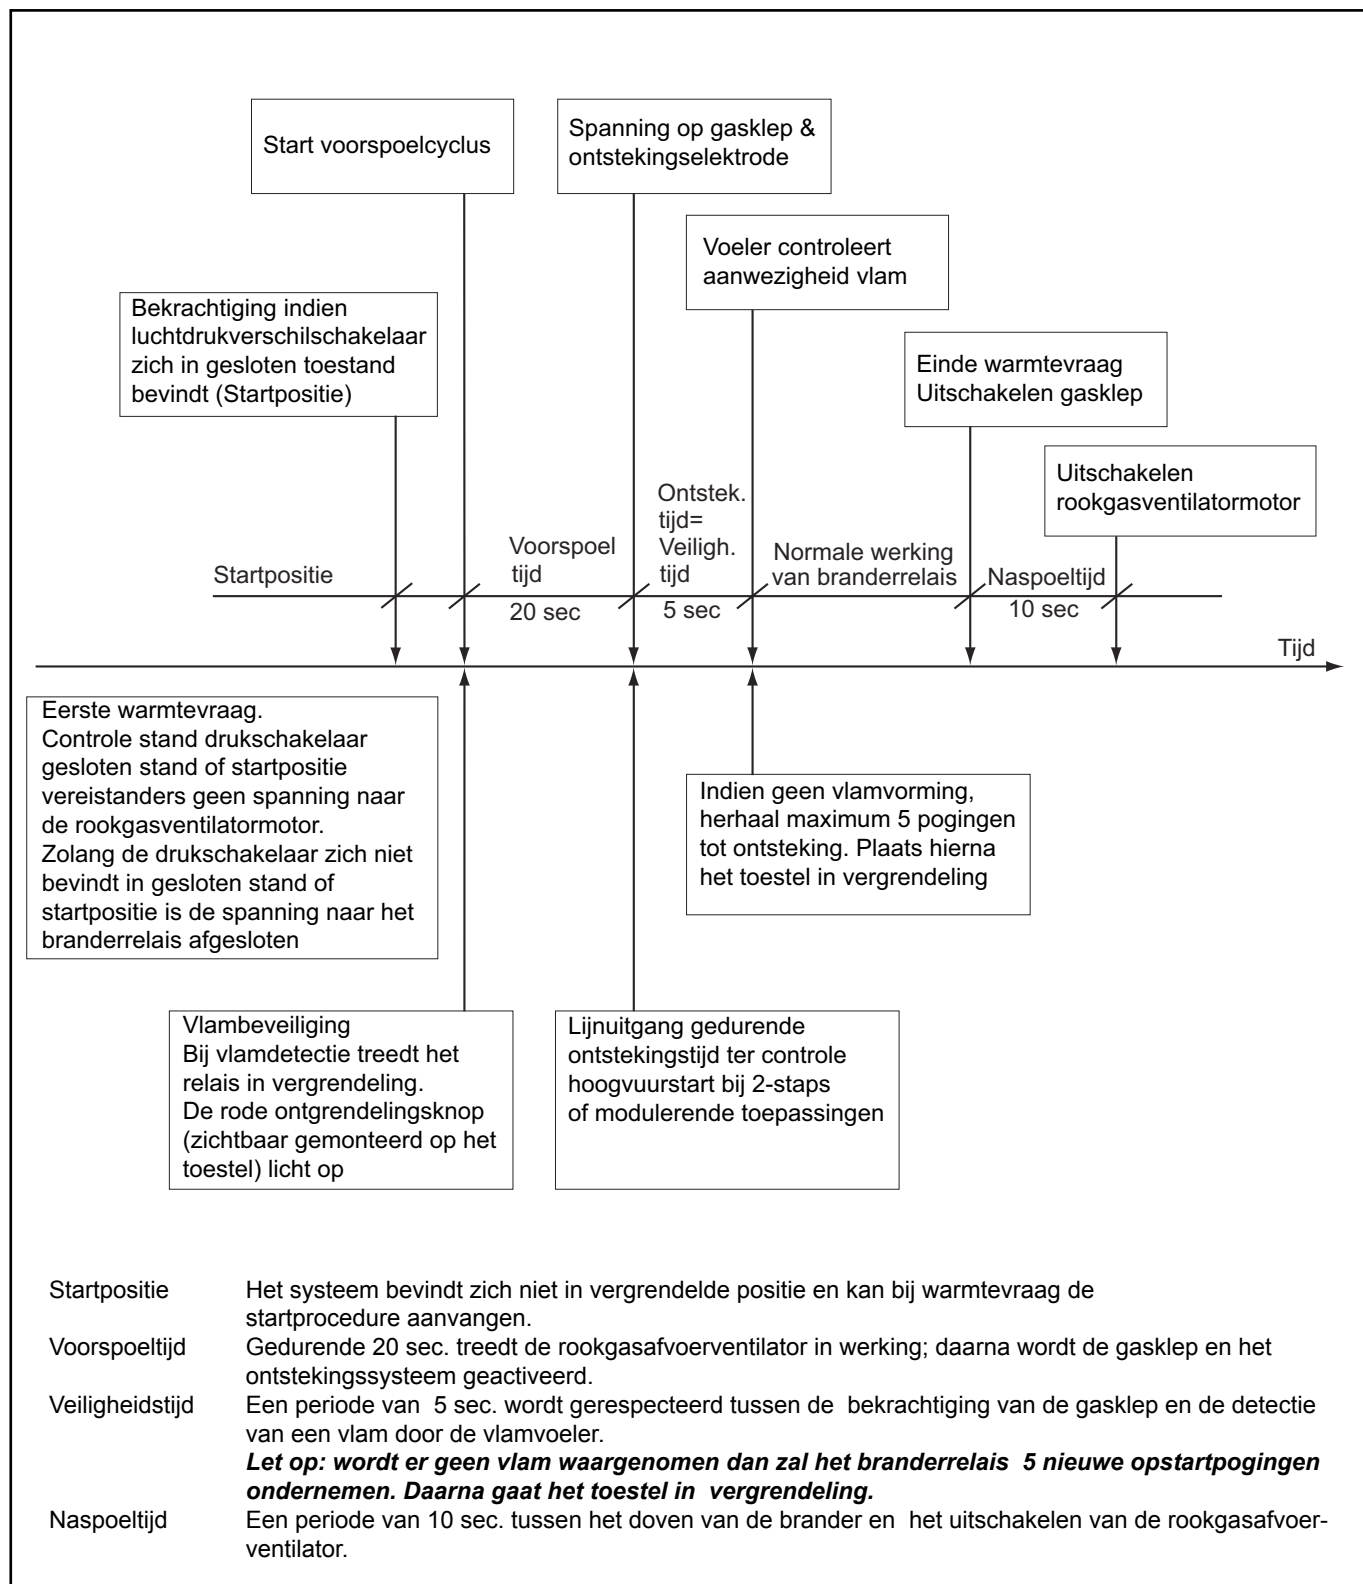 Start voorspoelcyclus
Spanning op gasklep &
ontstekingselektrode
Voeler controleert
aanwezigheid vlam
Bekrachtiging indien
luchtdrukverschilschakelaar
zich in gesloten toestand
bevindt (Startpositie)
Einde warmtevraag
Uitschakelen gasklep
Uitschakelen
rookgasventilatormotor
Startpositie
Voorspoel
tijd
20 sec
Ontstek.
tijd=
Veiligh.
tijd
5 sec
Normale werking
van branderrelais
Naspoeltijd
10 sec
Tijd
Eerste warmtevraag.
Controle stand drukschakelaar
gesloten stand of startpositie
vereistanders geen spanning naar
de rookgasventilatormotor.
Zolang de drukschakelaar zich niet
bevindt in gesloten stand of
startpositie is de spanning naar het
branderrelais afgesloten
Indien geen vlamvorming,
herhaal maximum 5 pogingen
tot ontsteking. Plaats hierna
het toestel in vergrendeling
Vlambeveiliging
Bij vlamdetectie treedt het
relais in vergrendeling.
De rode ontgrendelingsknop
(zichtbaar gemonteerd op het
toestel) licht op
Lijnuitgang gedurende
ontstekingstijd ter controle
hoogvuurstart bij 2-staps
of modulerende toepassingen
Startpositie Het systeem bevindt zich niet in vergrendelde positie en kan bij warmtevraag de
startprocedure aanvangen.
Voorspoeltijd Gedurende 20 sec. treedt de rookgasafvoerventilator in werking; daarna wordt de gasklep en het
ontstekingssysteem geactiveerd.
Veiligheidstijd Een periode van 5 sec. wordt gerespecteerd tussen de bekrachtiging van de gasklep en de detectie
van een vlam door de vlamvoeler.
Let op: wordt er geen vlam waargenomen dan zal het branderrelais 5 nieuwe opstartpogingen
ondernemen. Daarna gaat het toestel in vergrendeling.
Naspoeltijd Een periode van 10 sec. tussen het doven van de brander en het uitschakelen van de rookgasafvoer-
ventilator.